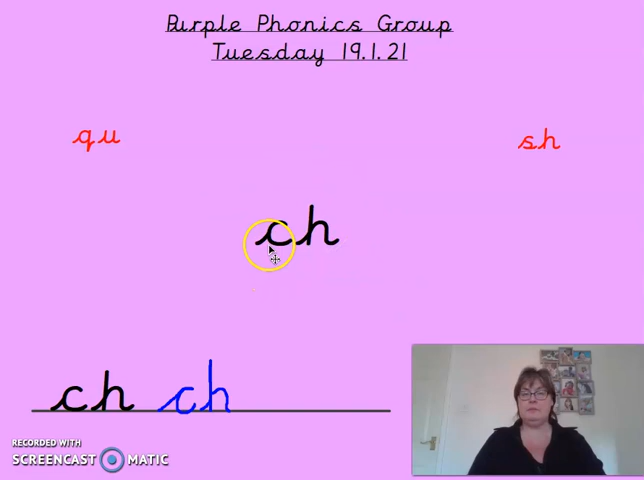 Purple Phonics Group
Tuesday 19.1.21
qu
sh
ch
ch ch
RECORDED WITH
SCREENCAST MATIC